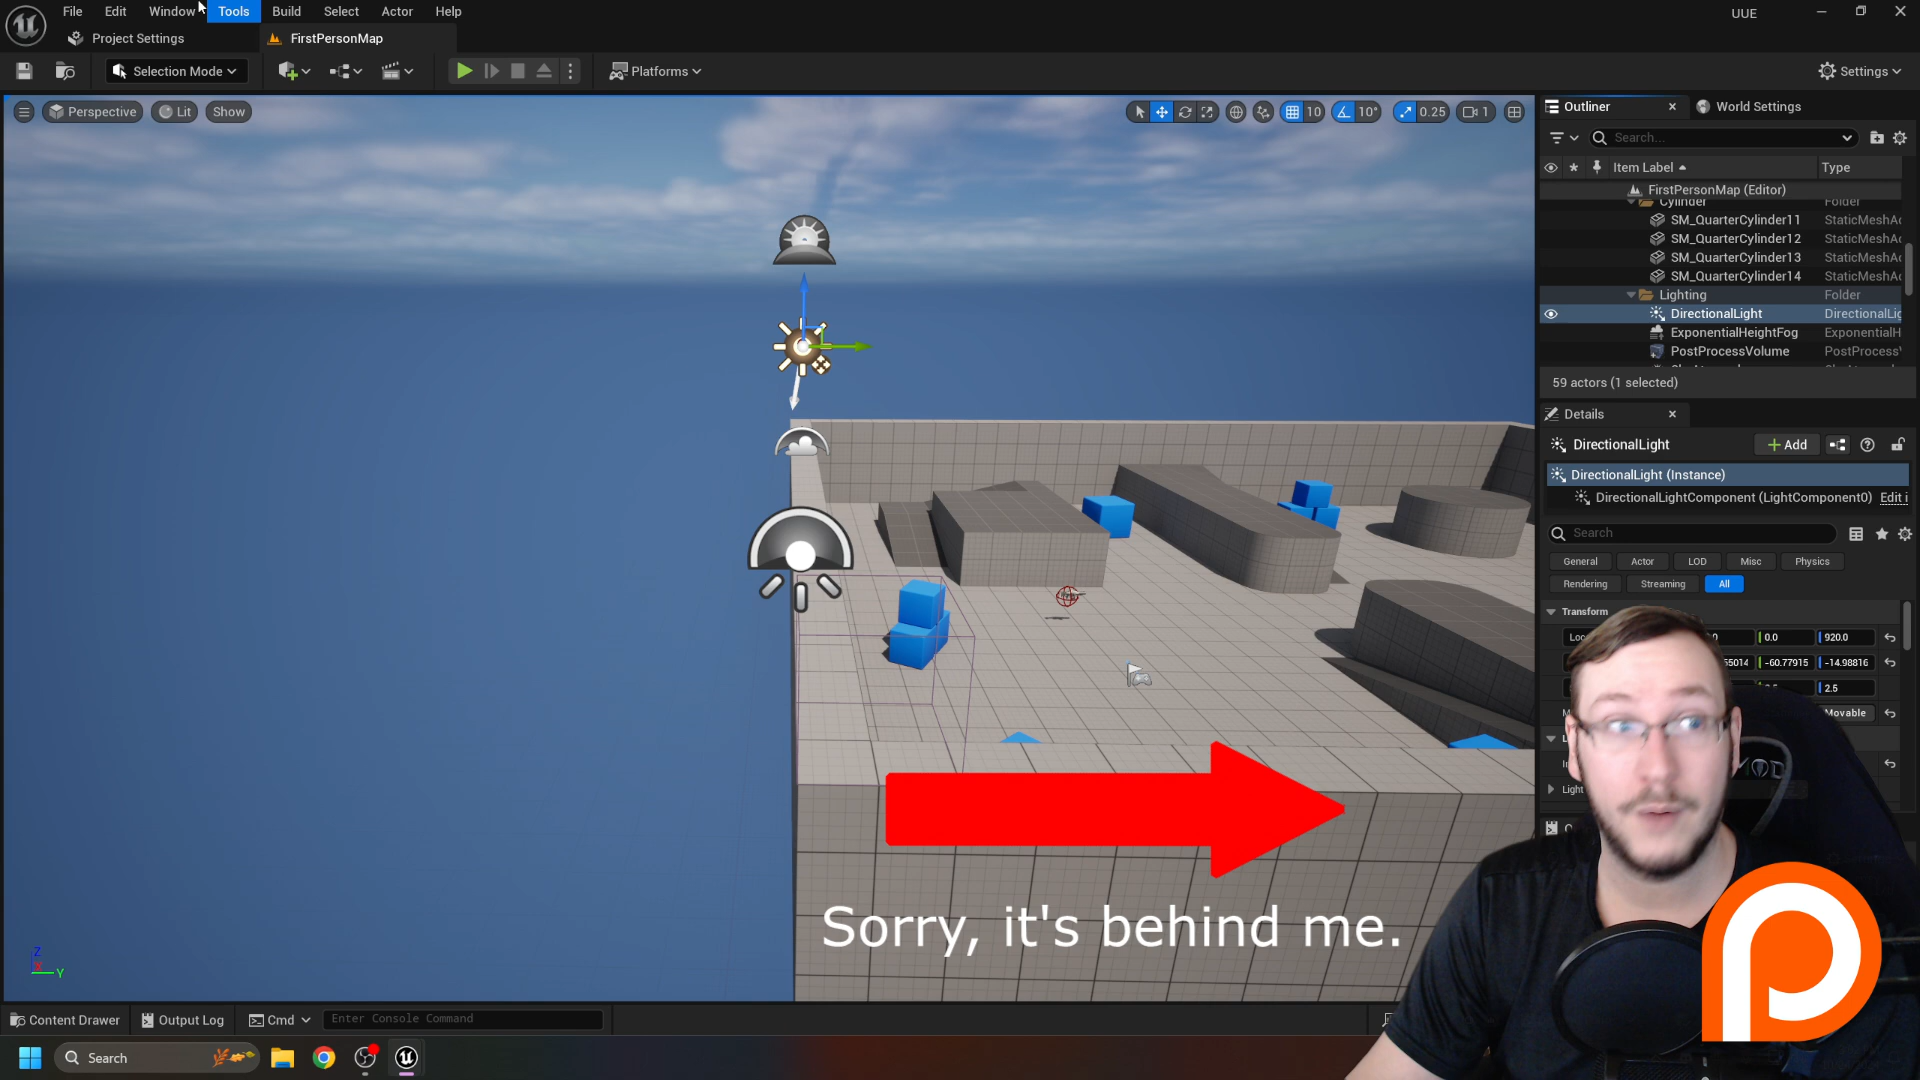 File Edit Window Tools Build Select Actor Help
UUE
Project Settings
FirstPersonMap
Selection Mode
Platforms
Settings
Perspective
Lit
Show
10
10°
0.25
1
Outliner
World Settings
Search...
Item Label
Type
FirstPersonMap (Editor)
Cylinder Folder
SM_QuarterCylinder11 StaticMeshAc
SM_QuarterCylinder12 StaticMeshAc
SM_QuarterCylinder13 StaticMeshAc
SM_QuarterCylinder14 StaticMeshAc
Lighting Folder
DirectionalLight DirectionalLig
ExponentialHeightFog ExponentialH
PostProcessVolume PostProcessV
59 actors (1 selected)
Details
DirectionalLight
Add
DirectionalLight (Instance)
DirectionalLightComponent (LightComponent0) Edit i
Search
General Actor LOD Misc Physics
Rendering Streaming All
Transform
Loc 0.0 920.0
-60.77915 -14.98816
2.5
Movable
Light
Sorry, it's behind me.
Z
Y
Content Drawer
Output Log
Cmd
Enter Console Command
Search